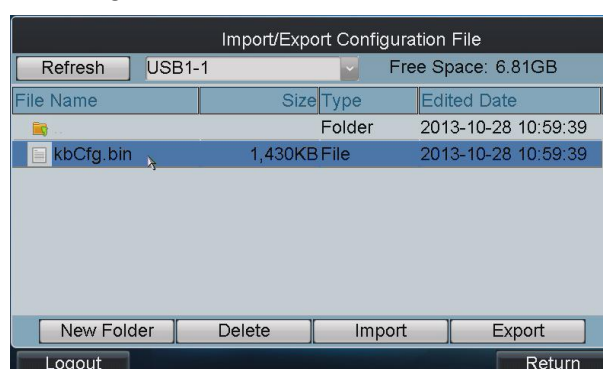 Import/Export Configuration File
Refresh USB1-1 Free Space: 6.81GB
File Name Size Type Edited Date
.. Folder 2013-10-28 10:59:39
kbCfg.bin 1,430KB File 2013-10-28 10:59:39
New Folder Delete Import Export
Logout Return